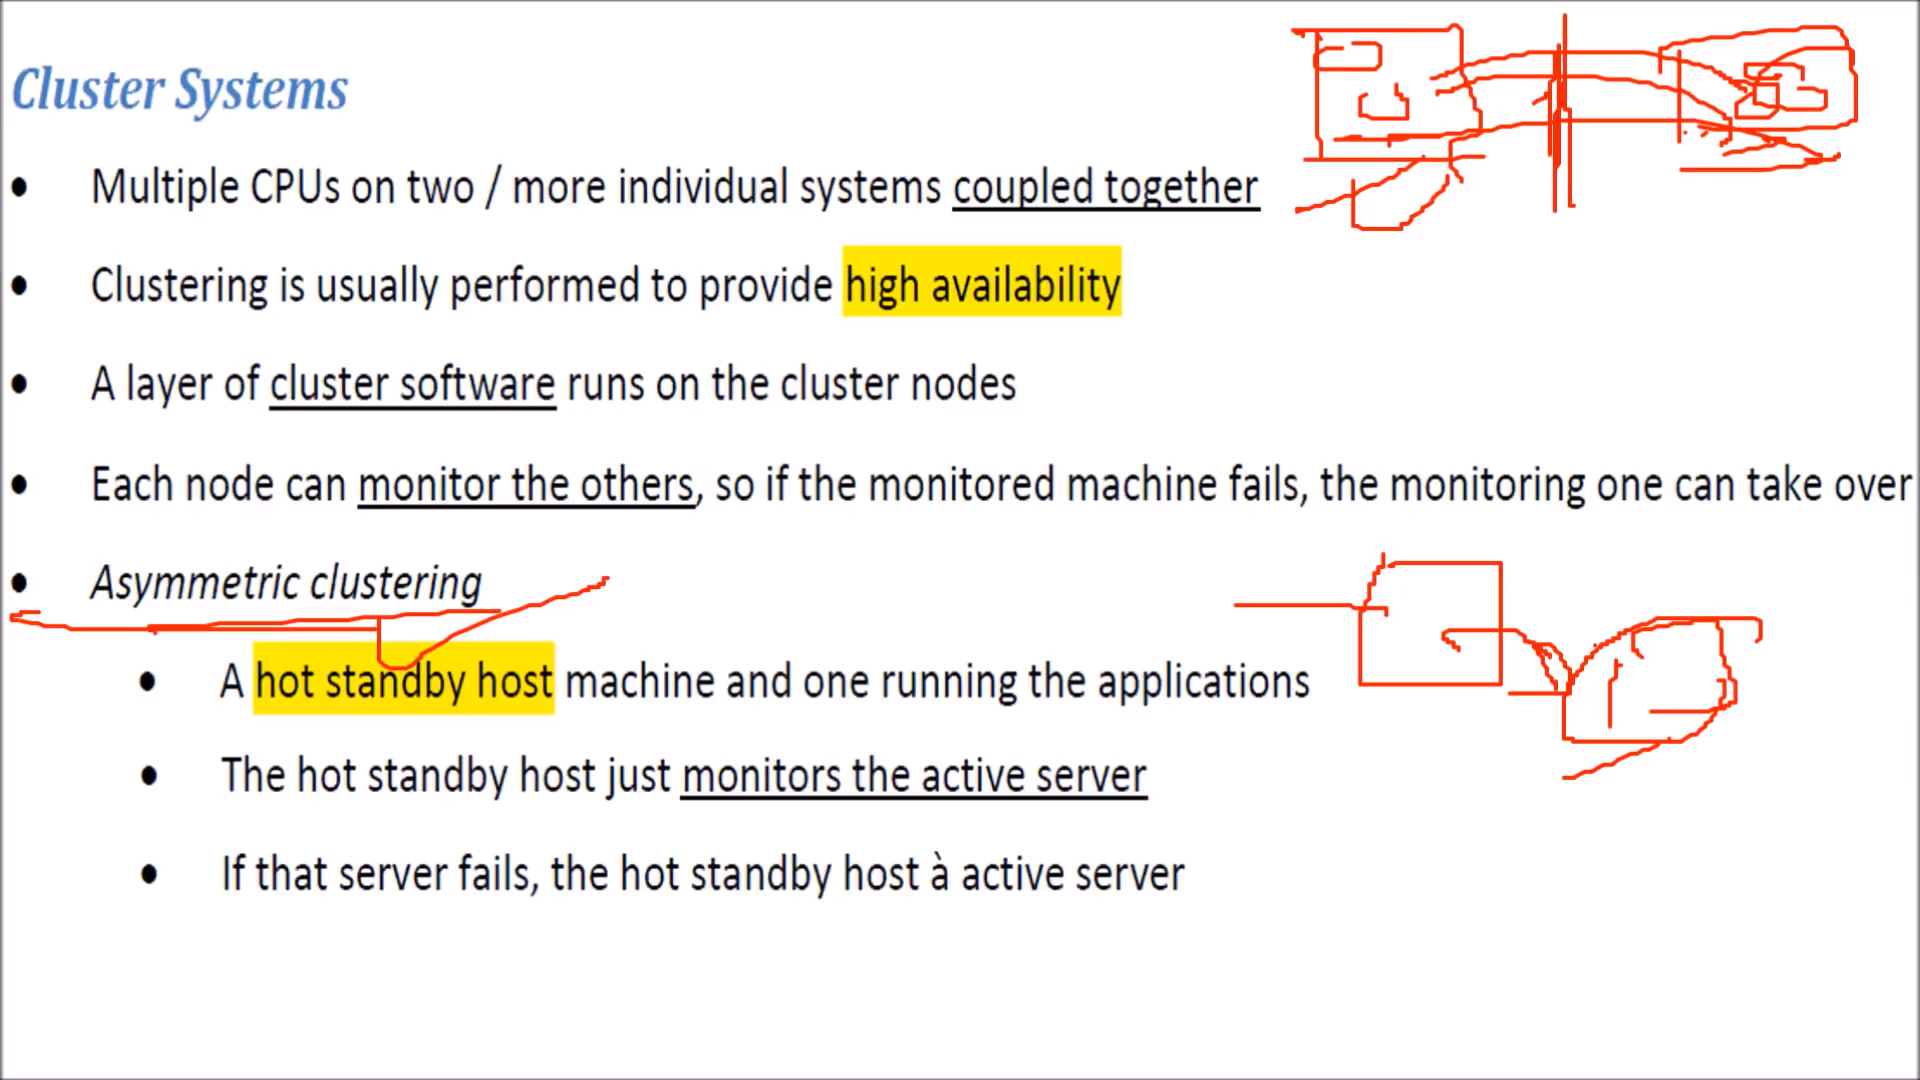 Cluster Systems
• Multiple CPUs on two / more individual systems coupled together
• Clustering is usually performed to provide high availability
• A layer of cluster software runs on the cluster nodes
• Each node can monitor the others, so if the monitored machine fails, the monitoring one can take over
• Asymmetric clustering
• A hot standby host machine and one running the applications
• The hot standby host just monitors the active server
• If that server fails, the hot standby host à active server